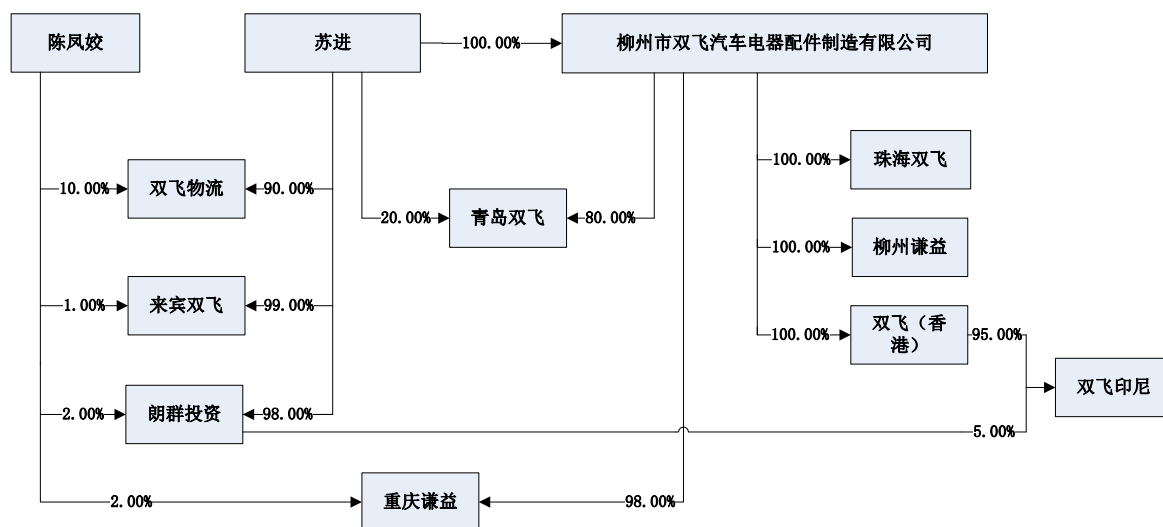 陈凤姣
苏进
100.00%
柳州市双飞汽车电器配件制造有限公司
100.00%
珠海双飞
10.00%
双飞物流
90.00%
20.00%
青岛双飞
80.00%
100.00%
柳州谦益
1.00%
来宾双飞
99.00%
100.00%
双飞（香
港）
95.00%
双飞印尼
2.00%
朗群投资
98.00%
5.00%
2.00%
重庆谦益
98.00%